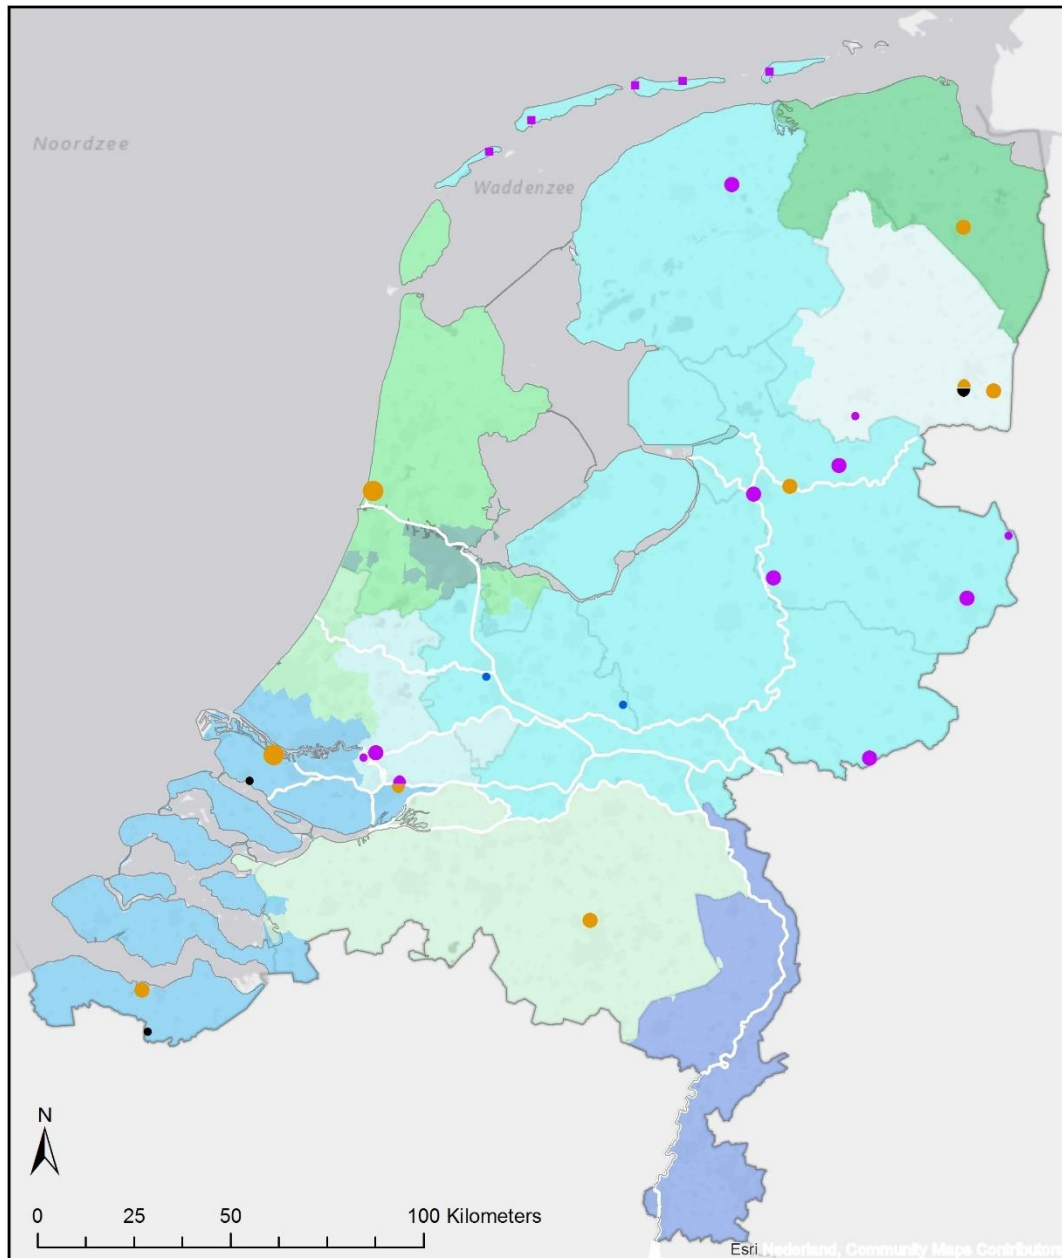 Noordzee
Waddenzee
N
0 25 50 100 Kilometers
Esri Nederland, Community Maps Contributors